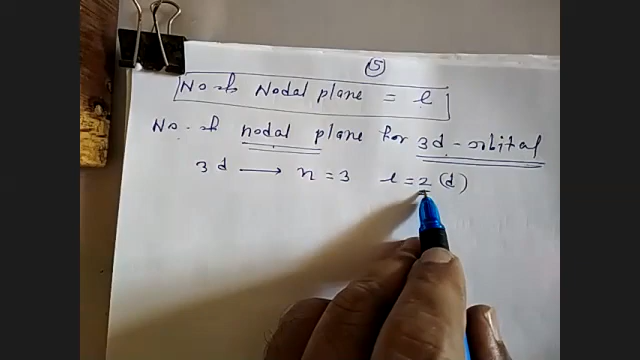 5
No. of Nodal plane = l
No. of nodal plane for 3d-orbital
3d ⟶ n = 3 l = 2 (d)